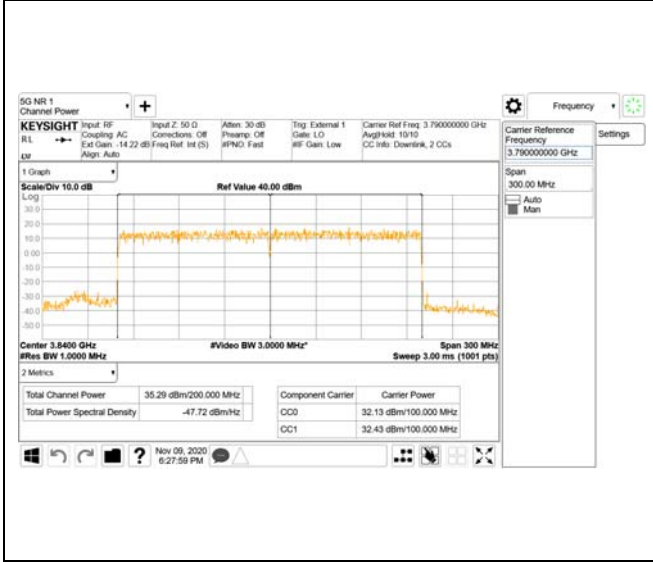 5G NR 1
Channel Power
Frequency
KEYSIGHT
Input: RF
Coupling: AC
Ext Gain: -14.22 dB
Align: Auto
Input Z: 50 Ω
Corrections: Off
Freq Ref: Int (S)
Atten: 30 dB
Preamp: Off
#PNO: Fast
Trig: External 1
Gate: LO
#IF Gain: Low
Carrier Ref Freq: 3.790000000 GHz
Avg|Hold: 10/10
CC Info: Downlink, 2 CCs
RL
Carrier Reference
Frequency
3.790000000 GHz
Settings
Span
300.00 MHz
Auto
Man
1 Graph
Scale/Div 10.0 dB
Ref Value 40.00 dBm
Log
30.0
20.0
10.0
0.00
-10.0
-20.0
-30.0
-40.0
-50.0
Center 3.8400 GHz
#Video BW 3.0000 MHz*
Span 300 MHz
#Res BW 1.0000 MHz
Sweep 3.00 ms (1001 pts)
2 Metrics
Total Channel Power 35.29 dBm/200.000 MHz
Total Power Spectral Density -47.72 dBm/Hz
Component Carrier Carrier Power
CC0 32.13 dBm/100.000 MHz
CC1 32.43 dBm/100.000 MHz
?
Nov 09, 2020
6:27:59 PM